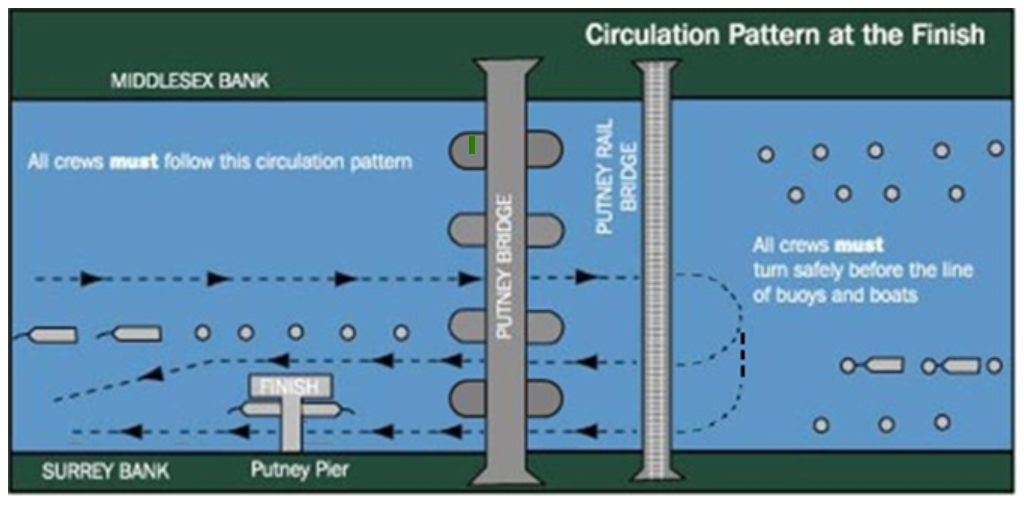 Circulation Pattern at the Finish
MIDDLESEX BANK
All crews must follow this circulation pattern
PUTNEY BRIDGE
PUTNEY RAIL
BRIDGE
All crews must
turn safely before the line
of buoys and boats
FINISH
SURREY BANK
Putney Pier